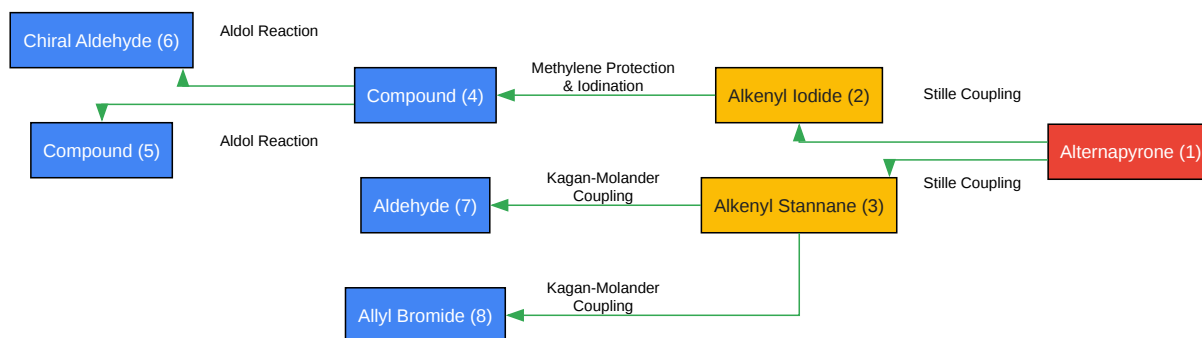 Chiral Aldehyde (6)
Aldol Reaction
Compound (5)
Aldol Reaction
Compound (4)
Methylene Protection
& Iodination
Alkenyl Iodide (2)
Stille Coupling
Alternapyrone (1)
Stille Coupling
Alkenyl Stannane (3)
Kagan-Molander
Coupling
Aldehyde (7)
Kagan-Molander
Coupling
Allyl Bromide (8)